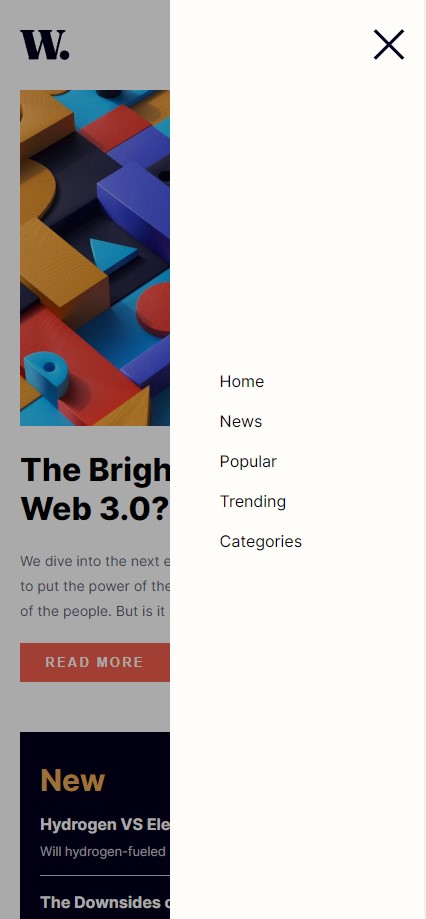 W.
Home
News
Popular
Trending
Categories
The Brigh
Web 3.0?
We dive into the next e
to put the power of the
of the people. But is it
READ MORE
New
Hydrogen VS Ele
Will hydrogen-fueled
The Downsides o